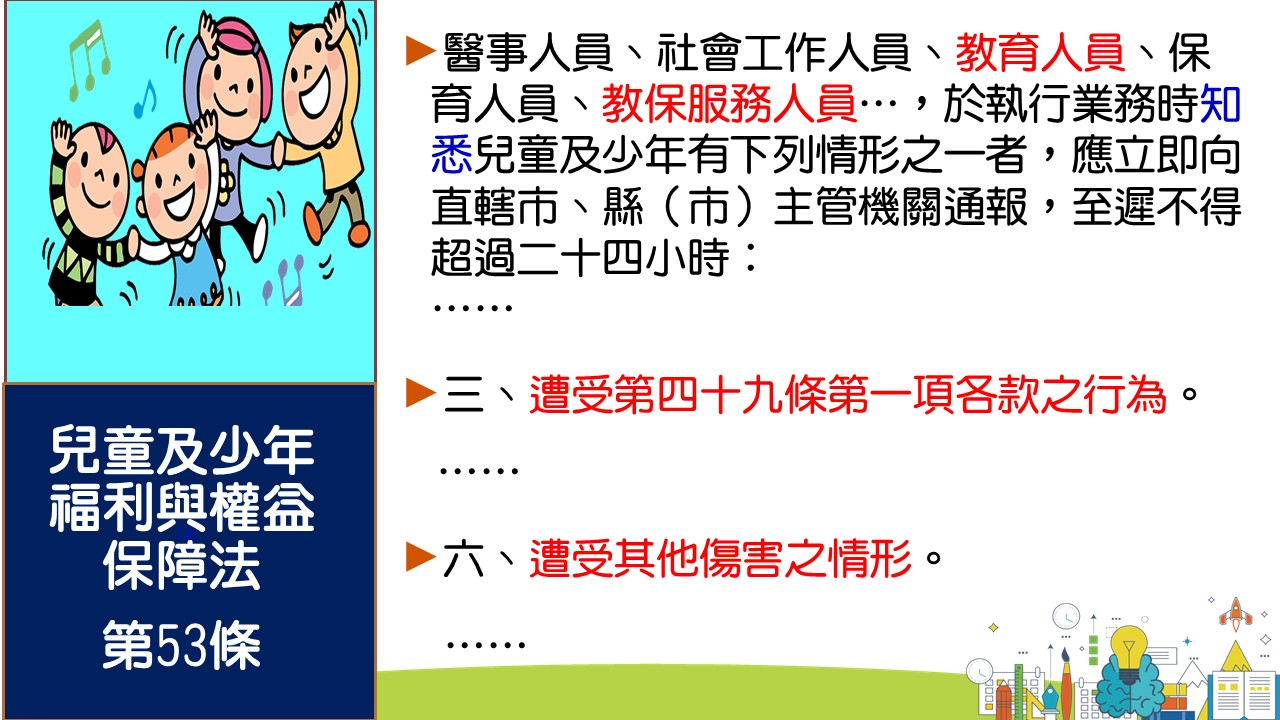 兒童及少年
福利與權益
保障法
第53條
▶醫事人員、社會工作人員、教育人員、保
育人員、教保服務人員…，於執行業務時知
悉兒童及少年有下列情形之一者，應立即向
直轄市、縣（市）主管機關通報，至遲不得
超過二十四小時：
……
▶三、遭受第四十九條第一項各款之行為。
……
▶六、遭受其他傷害之情形。
……